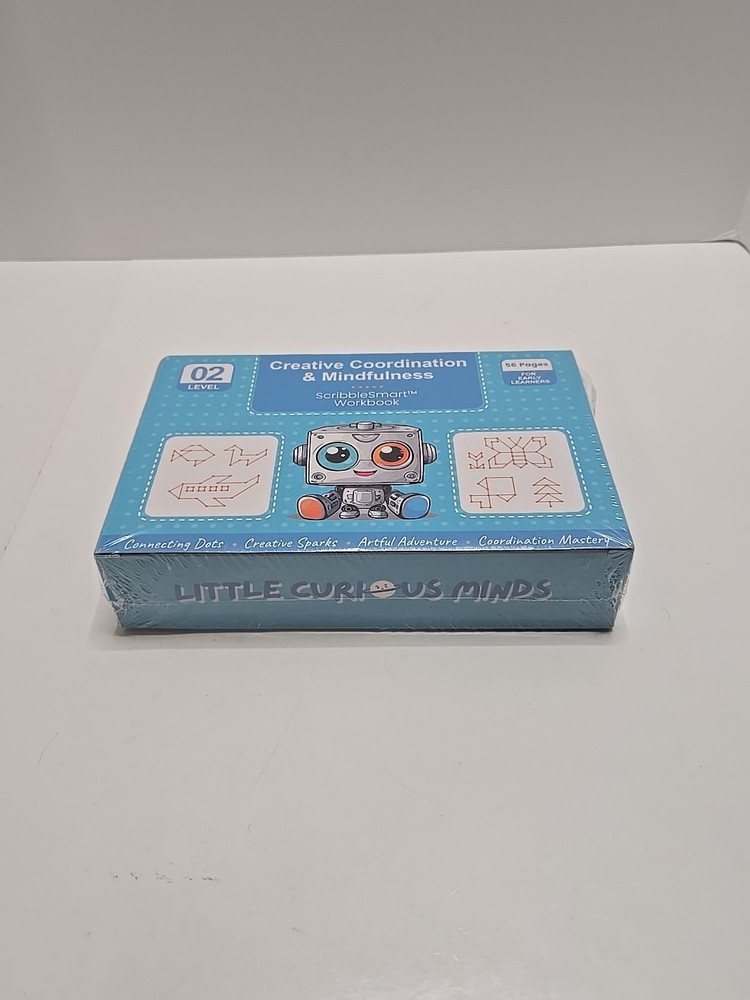 02
LEVEL
Creative Coordination
& Mindfulness
ScribbleSmart™
Workbook
56 Pages
FOR
EARLY
LEARNERS
Connecting Dots • Creative Sparks • Artful Adventure • Coordination Mastery
LITTLE CURIOUS MINDS